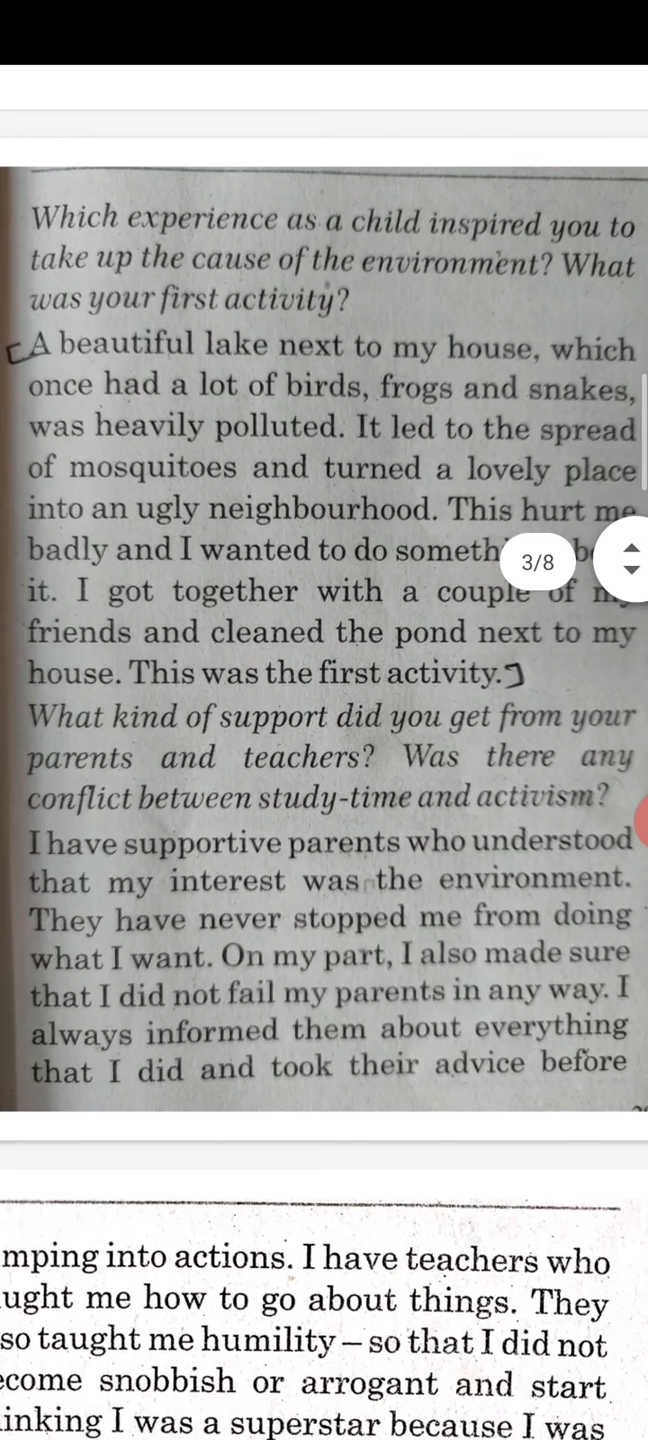 Which experience as a child inspired you to
take up the cause of the environment? What
was your first activity?
A beautiful lake next to my house, which
once had a lot of birds, frogs and snakes,
was heavily polluted. It led to the spread
of mosquitoes and turned a lovely place
into an ugly neighbourhood. This hurt me
badly and I wanted to do someth
3/8
it. I got together with a couple of my
friends and cleaned the pond next to my
house. This was the first activity.
What kind of support did you get from your
parents and teachers? Was there any
conflict between study-time and activism?
I have supportive parents who understood
that my interest was the environment.
They have never stopped me from doing
what I want. On my part, I also made sure
that I did not fail my parents in any way. I
always informed them about everything
that I did and took their advice before
mping into actions. I have teachers who
ught me how to go about things. They
so taught me humility – so that I did not
ecome snobbish or arrogant and start
inking I was a superstar because I was